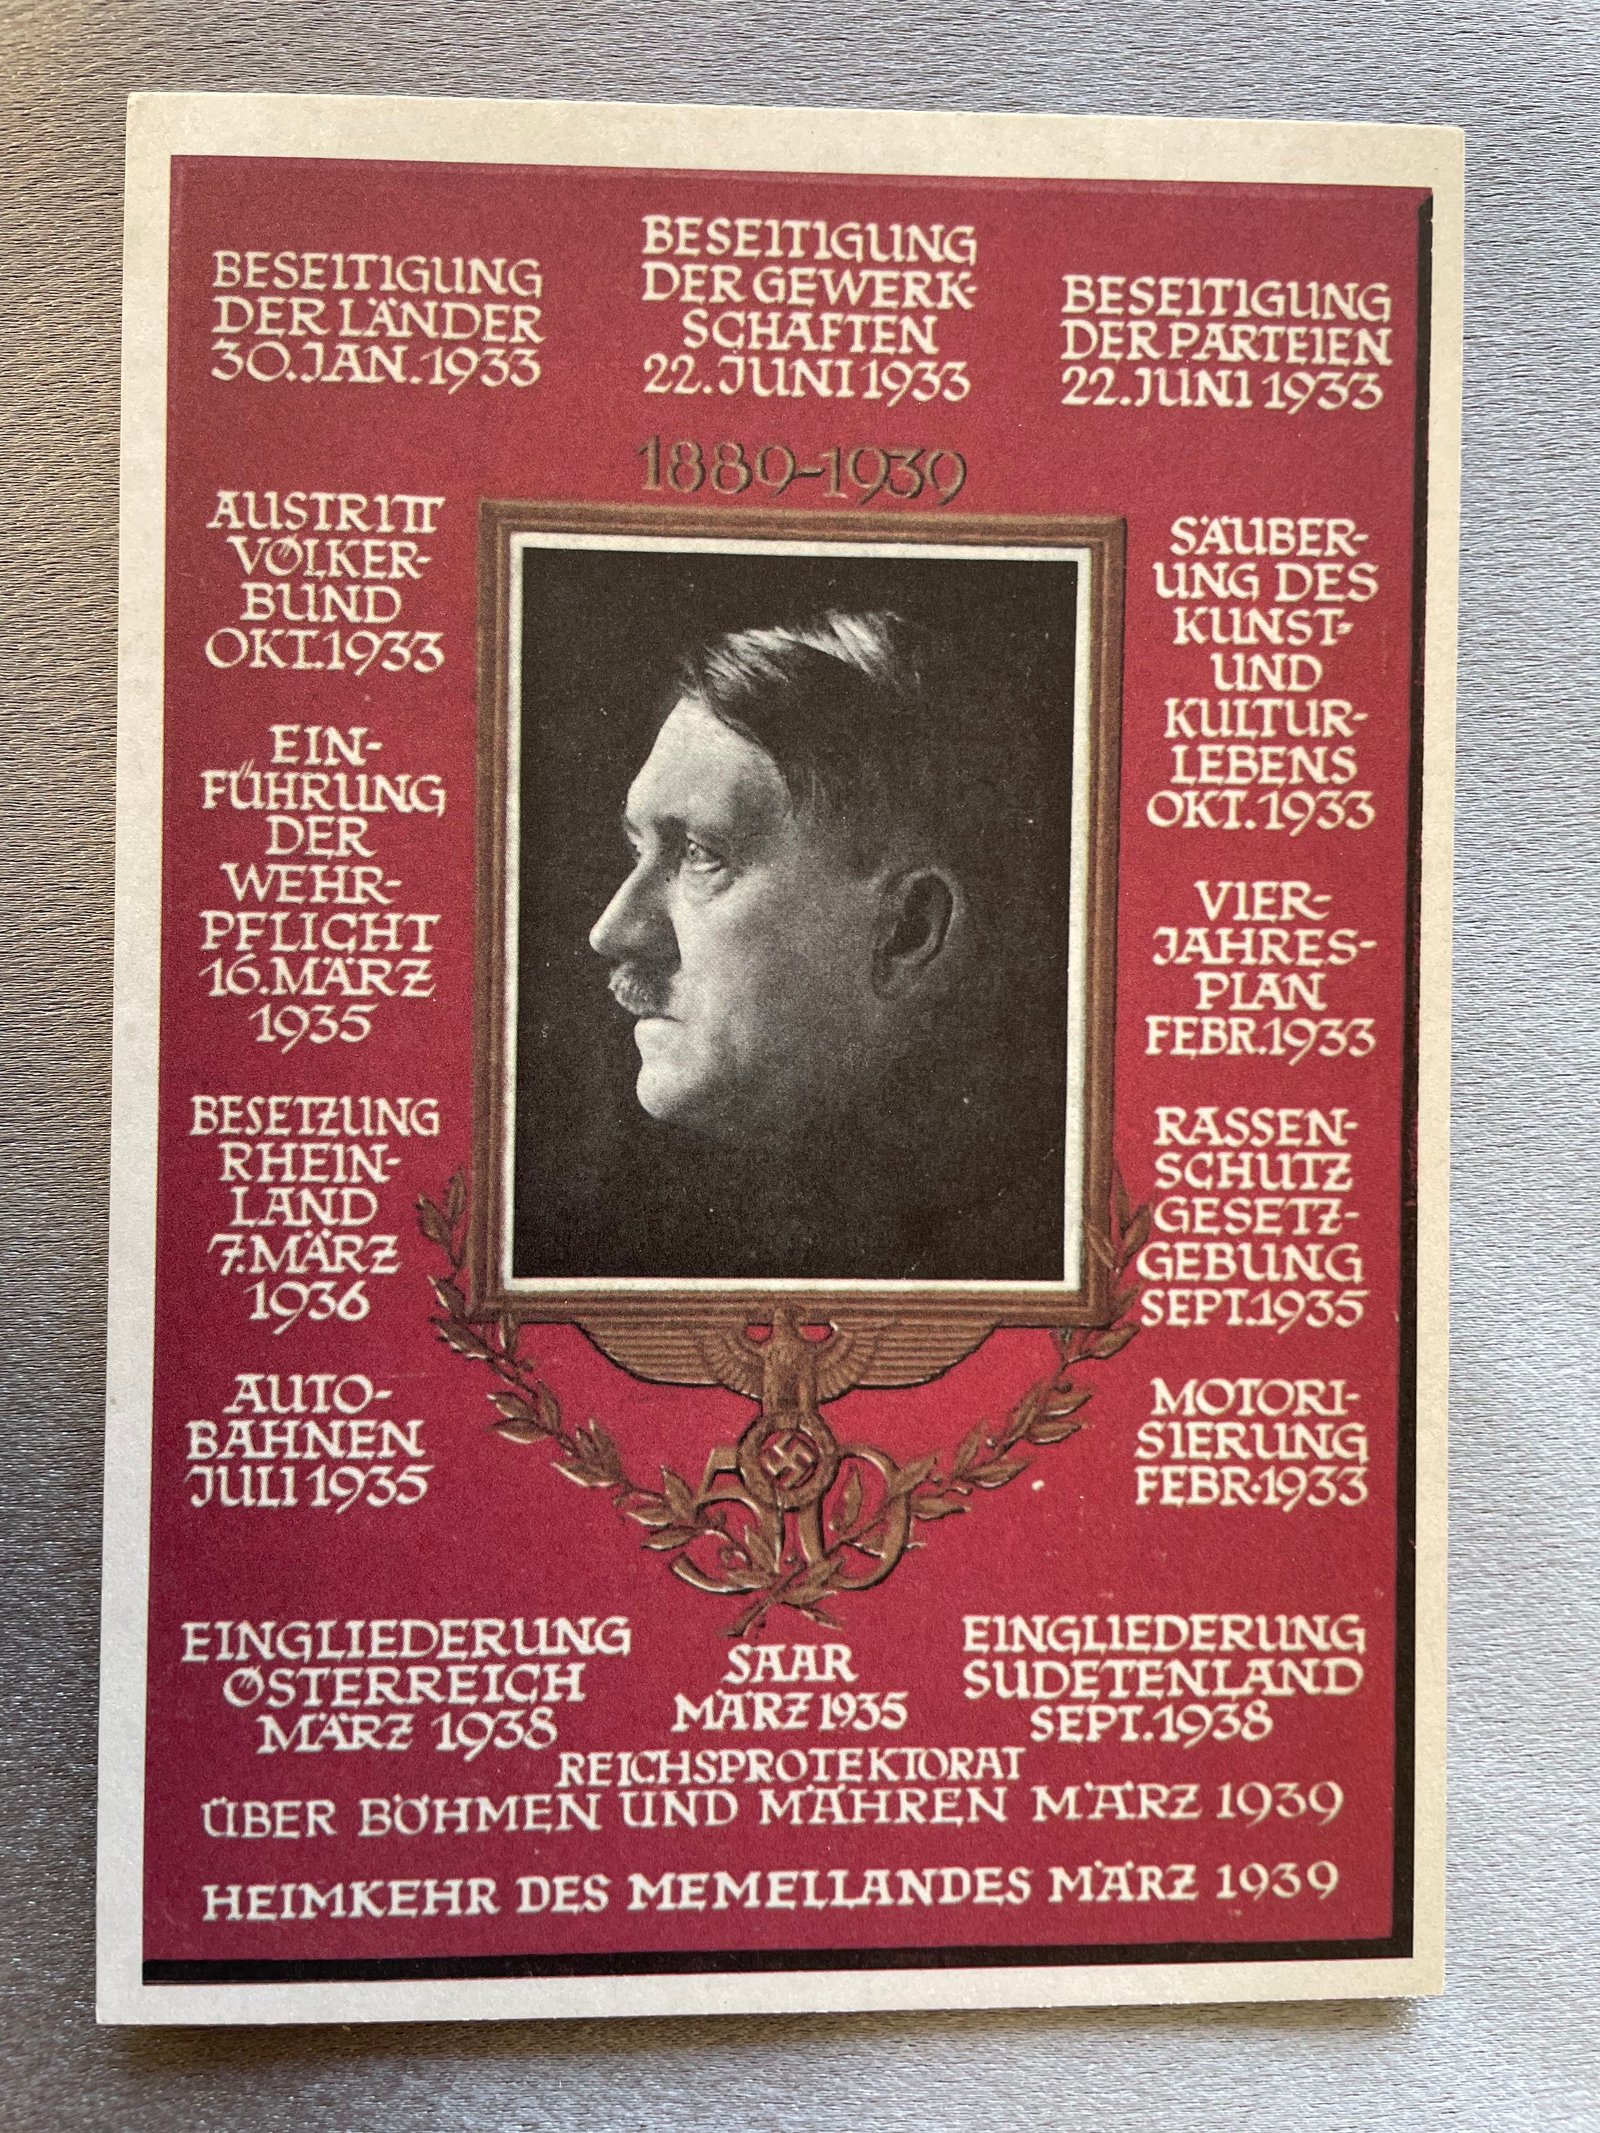 BESEITIGUNG
DER LÄNDER
30. JAN. 1933
BESEITIGUNG
DER GEWERK-
SCHAFTEN
22. JUNI 1933
BESEITIGUNG
DER PARTEIEN
22. JUNI 1933
1889-1939
AUSTRITT
VÖLKER-
BUND
OKT. 1933
EIN-
FÜHRUNG
DER
WEHR-
PFLICHT
16. MÄRZ
1935
BESETZUNG
RHEIN-
LAND
7. MÄRZ
1936
AUTO-
BAHNEN
JULI 1935
SÄUBER-
UNG DES
KUNST-
UND
KULTUR-
LEBENS
OKT. 1933
VIER-
JAHRES-
PLAN
FEBR. 1933
RASSEN-
SCHUTZ
GESETZ-
GEBUNG
SEPT. 1935
MOTORI-
SIERUNG
FEBR. 1933
50
EINGLIEDERUNG
ÖSTERREICH
MÄRZ 1938
SAAR
MÄRZ 1935
EINGLIEDERUNG
SUDETENLAND
SEPT. 1938
REICHSPROTEKTORAT
ÜBER BÖHMEN UND MÄHREN MÄRZ 1939
HEIMKEHR DES MEMELLANDES MÄRZ 1939